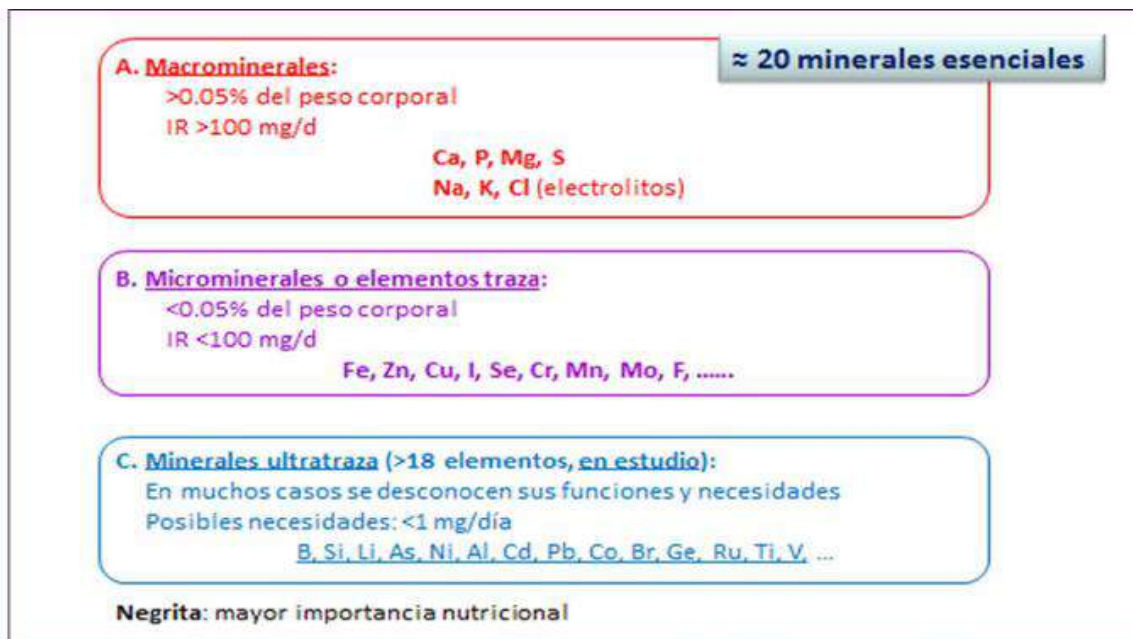 ≈ 20 minerales esenciales
A. Macrominerales:
>0.05% del peso corporal
IR >100 mg/d
Ca, P, Mg, S
Na, K, Cl (electrolitos)
B. Microminerales o elementos traza:
<0.05% del peso corporal
IR <100 mg/d
Fe, Zn, Cu, I, Se, Cr, Mn, Mo, F, ......
C. Minerales ultratraza (>18 elementos, en estudio):
En muchos casos se desconocen sus funciones y necesidades
Posibles necesidades: <1 mg/día
B, Si, Li, As, Ni, Al, Cd, Pb, Co, Br, Ge, Ru, Ti, V, ...
Negrita: mayor importancia nutricional